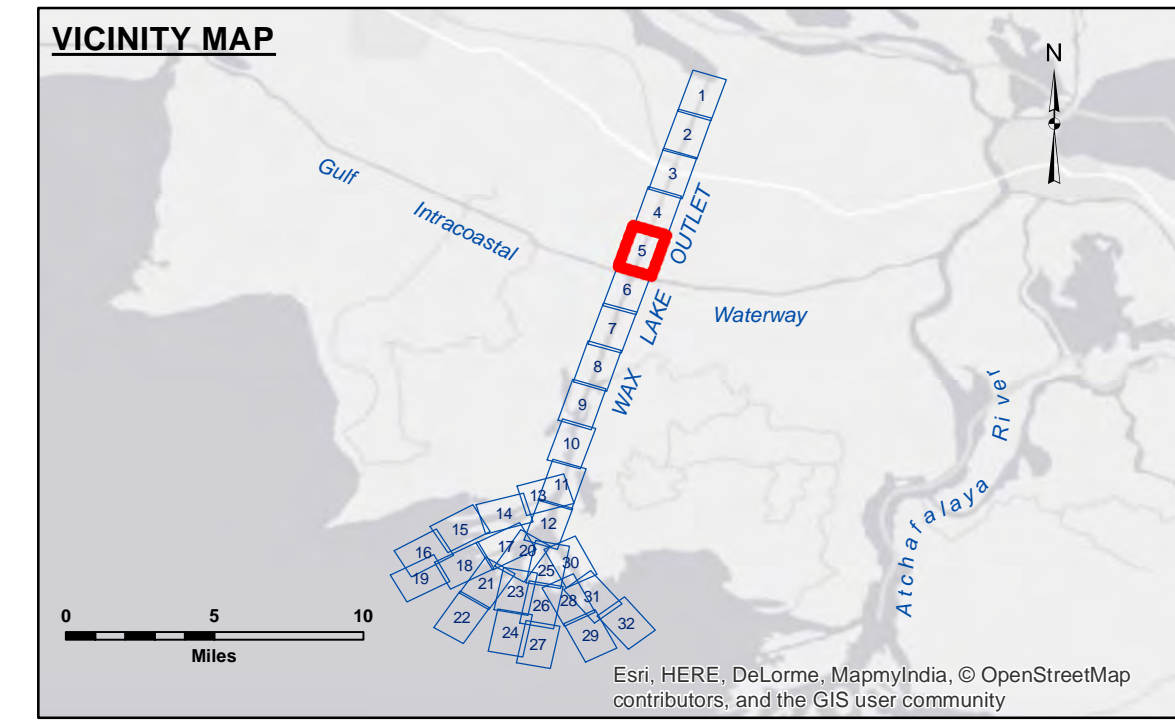 VICINITY MAP
N
1
2
3
4
5
6
7
8
9
10
11
13
12
14
15
16
17
20
18
19
21
25
30
23
22
26
28
31
24
27
29
32
Gulf
Intracoastal
Waterway
WAX LAKE OUTLET
Atchafalaya River
0 5 10
Miles
Esri, HERE, DeLorme, MapmyIndia, © OpenStreetMap
contributors, and the GIS user community